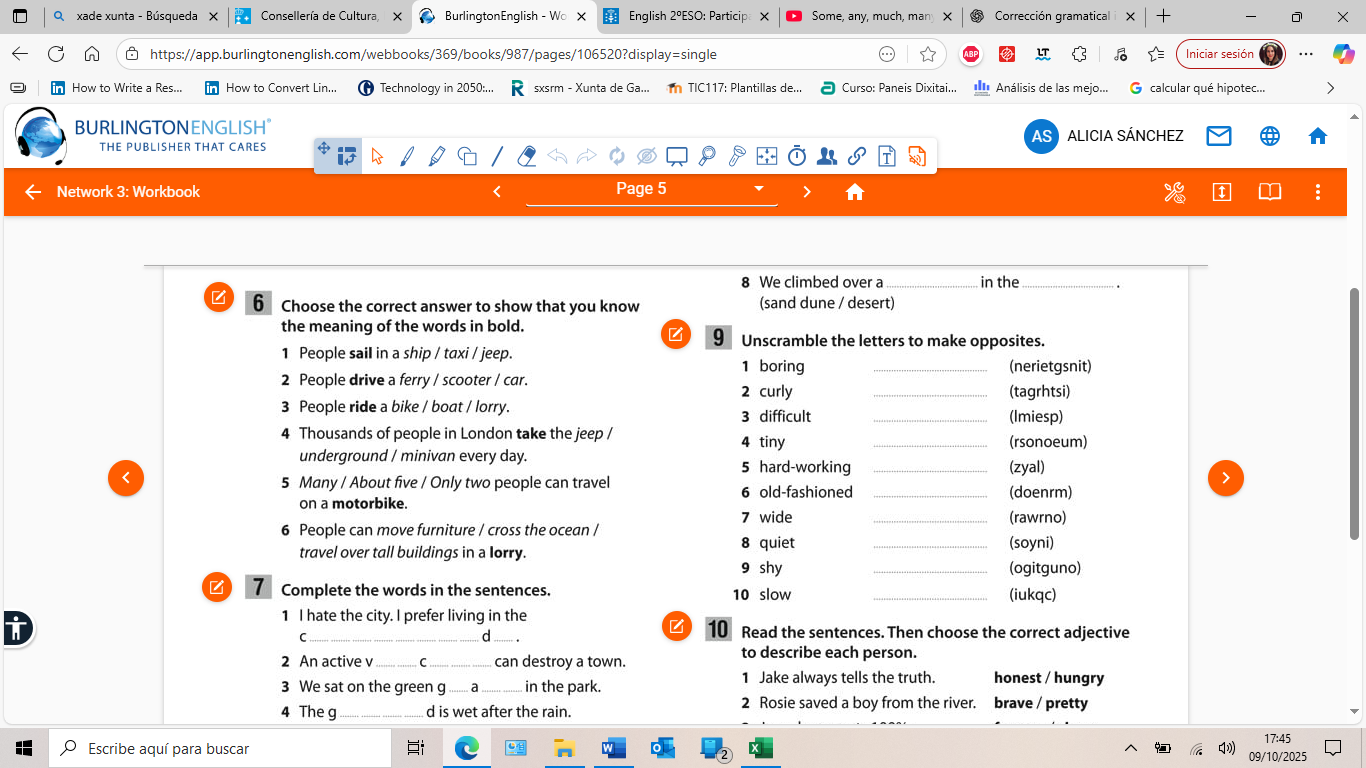 xade xunta - Búsqueda
Consellería de Cultura,
BurlingtonEnglish - Wo
English 2ºESO: Particip
Some, any, much, many
Corrección gramatical i
https://app.burlingtonenglish.com/webbooks/369/books/987/pages/106520?display=single
ABP
Iniciar sesión
How to Write a Res...
How to Convert Lin...
Technology in 2050:...
sxsrm - Xunta de Ga...
TIC117: Plantillas de...
Curso: Paneis Dixitai...
Análisis de las mejo...
calcular qué hipotec...
BURLINGTONENGLISH®
THE PUBLISHER THAT CARES
AS ALICIA SÁNCHEZ
Network 3: Workbook
Page 5
6 Choose the correct answer to show that you know
the meaning of the words in bold.
1 People sail in a ship / taxi / jeep.
2 People drive a ferry / scooter / car.
3 People ride a bike / boat / lorry.
4 Thousands of people in London take the jeep /
underground / minivan every day.
5 Many / About five / Only two people can travel
on a motorbike.
6 People can move furniture / cross the ocean /
travel over tall buildings in a lorry.
7 Complete the words in the sentences.
1 I hate the city. I prefer living in the
c ........ ........ ........ ........ ........ ........ ........ ........ d ........ .
2 An active v ........ ........ c ........ ........ ........ can destroy a town.
3 We sat on the green g ........ a ........ ........ in the park.
4 The g ........ ........ ........ ........ d is wet after the rain.
8 We climbed over a ................................ in the ................................ .
(sand dune / desert)
9 Unscramble the letters to make opposites.
1 boring ................................ (nerietgsnit)
2 curly ................................ (tagrhtsi)
3 difficult ................................ (lmiesp)
4 tiny ................................ (rsonoeum)
5 hard-working ................................ (zyal)
6 old-fashioned ................................ (doenrm)
7 wide ................................ (rawrno)
8 quiet ................................ (soyni)
9 shy ................................ (ogitguno)
10 slow ................................ (iukqc)
10 Read the sentences. Then choose the correct adjective
to describe each person.
1 Jake always tells the truth. honest / hungry
2 Rosie saved a boy from the river. brave / pretty
Escribe aquí para buscar
2
17:45
09/10/2025